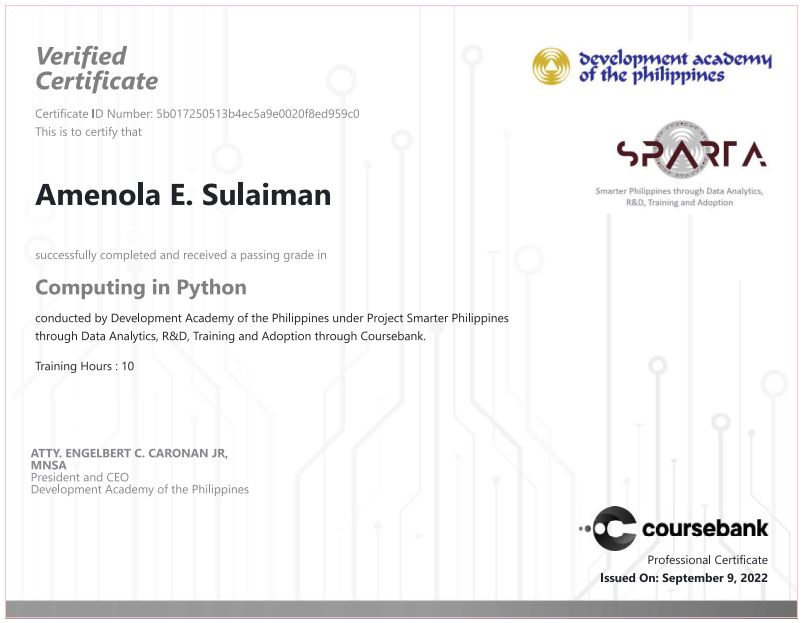 Verified
Certificate
Certificate ID Number: 5b017250513b4ec5a9e0020f8ed959c0
This is to certify that
Amenola E. Sulaiman
successfully completed and received a passing grade in
Computing in Python
conducted by Development Academy of the Philippines under Project Smarter Philippines
through Data Analytics, R&D, Training and Adoption through Coursebank.
Training Hours : 10
ATTY. ENGELBERT C. CARONAN JR,
MNSA
President and CEO
Development Academy of the Philippines
development academy
of the philippines
SPARTA
Smarter Philippines through Data Analytics,
R&D, Training and Adoption
coursebank
Professional Certificate
Issued On: September 9, 2022